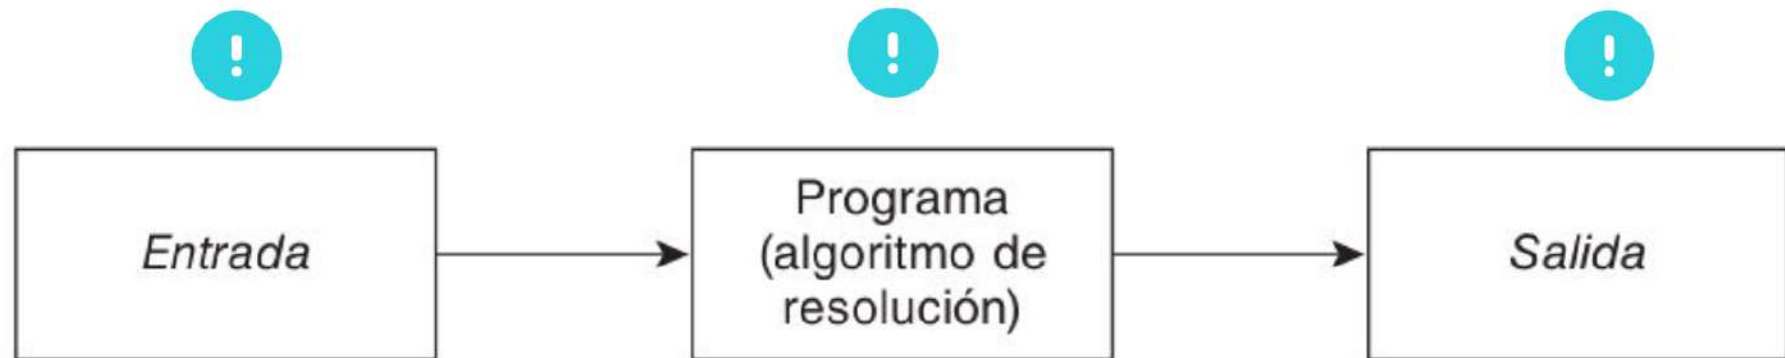 !
!
!
Entrada
Programa
(algoritmo de
resolución)
Salida